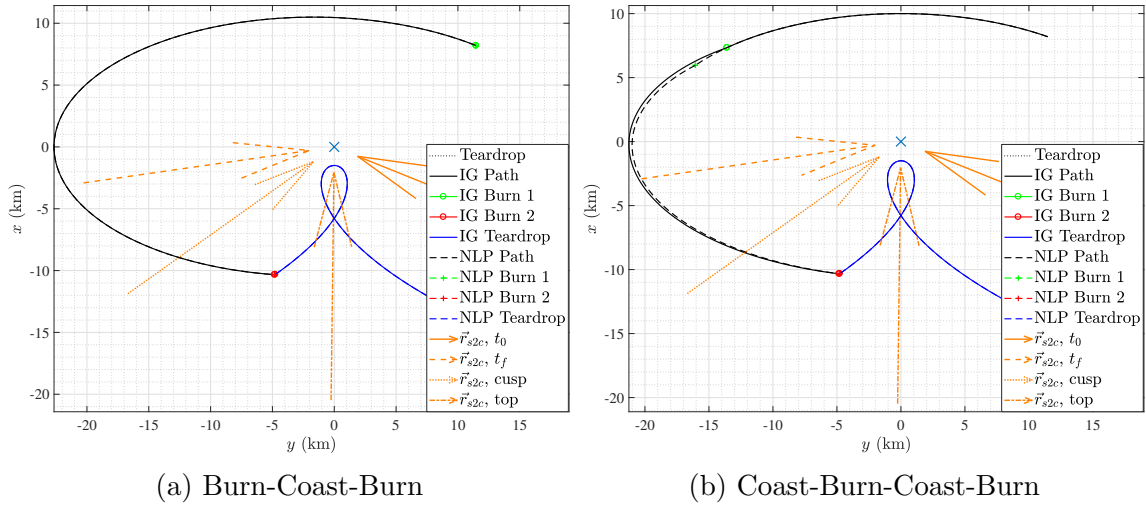 10
5
0
-5
-10
-15
-20
x (km)
-20 -15 -10 -5 0 5 10 15
y (km)
Teardrop
IG Path
IG Burn 1
IG Burn 2
IG Teardrop
NLP Path
NLP Burn 1
NLP Burn 2
NLP Teardrop
r⃗_{s2c}, t_0
r⃗_{s2c}, t_f
r⃗_{s2c}, cusp
r⃗_{s2c}, top
(a) Burn-Coast-Burn
10
5
0
-5
-10
-15
-20
x (km)
-20 -15 -10 -5 0 5 10 15
y (km)
Teardrop
IG Path
IG Burn 1
IG Burn 2
IG Teardrop
NLP Path
NLP Burn 1
NLP Burn 2
NLP Teardrop
r⃗_{s2c}, t_0
r⃗_{s2c}, t_f
r⃗_{s2c}, cusp
r⃗_{s2c}, top
(b) Coast-Burn-Coast-Burn